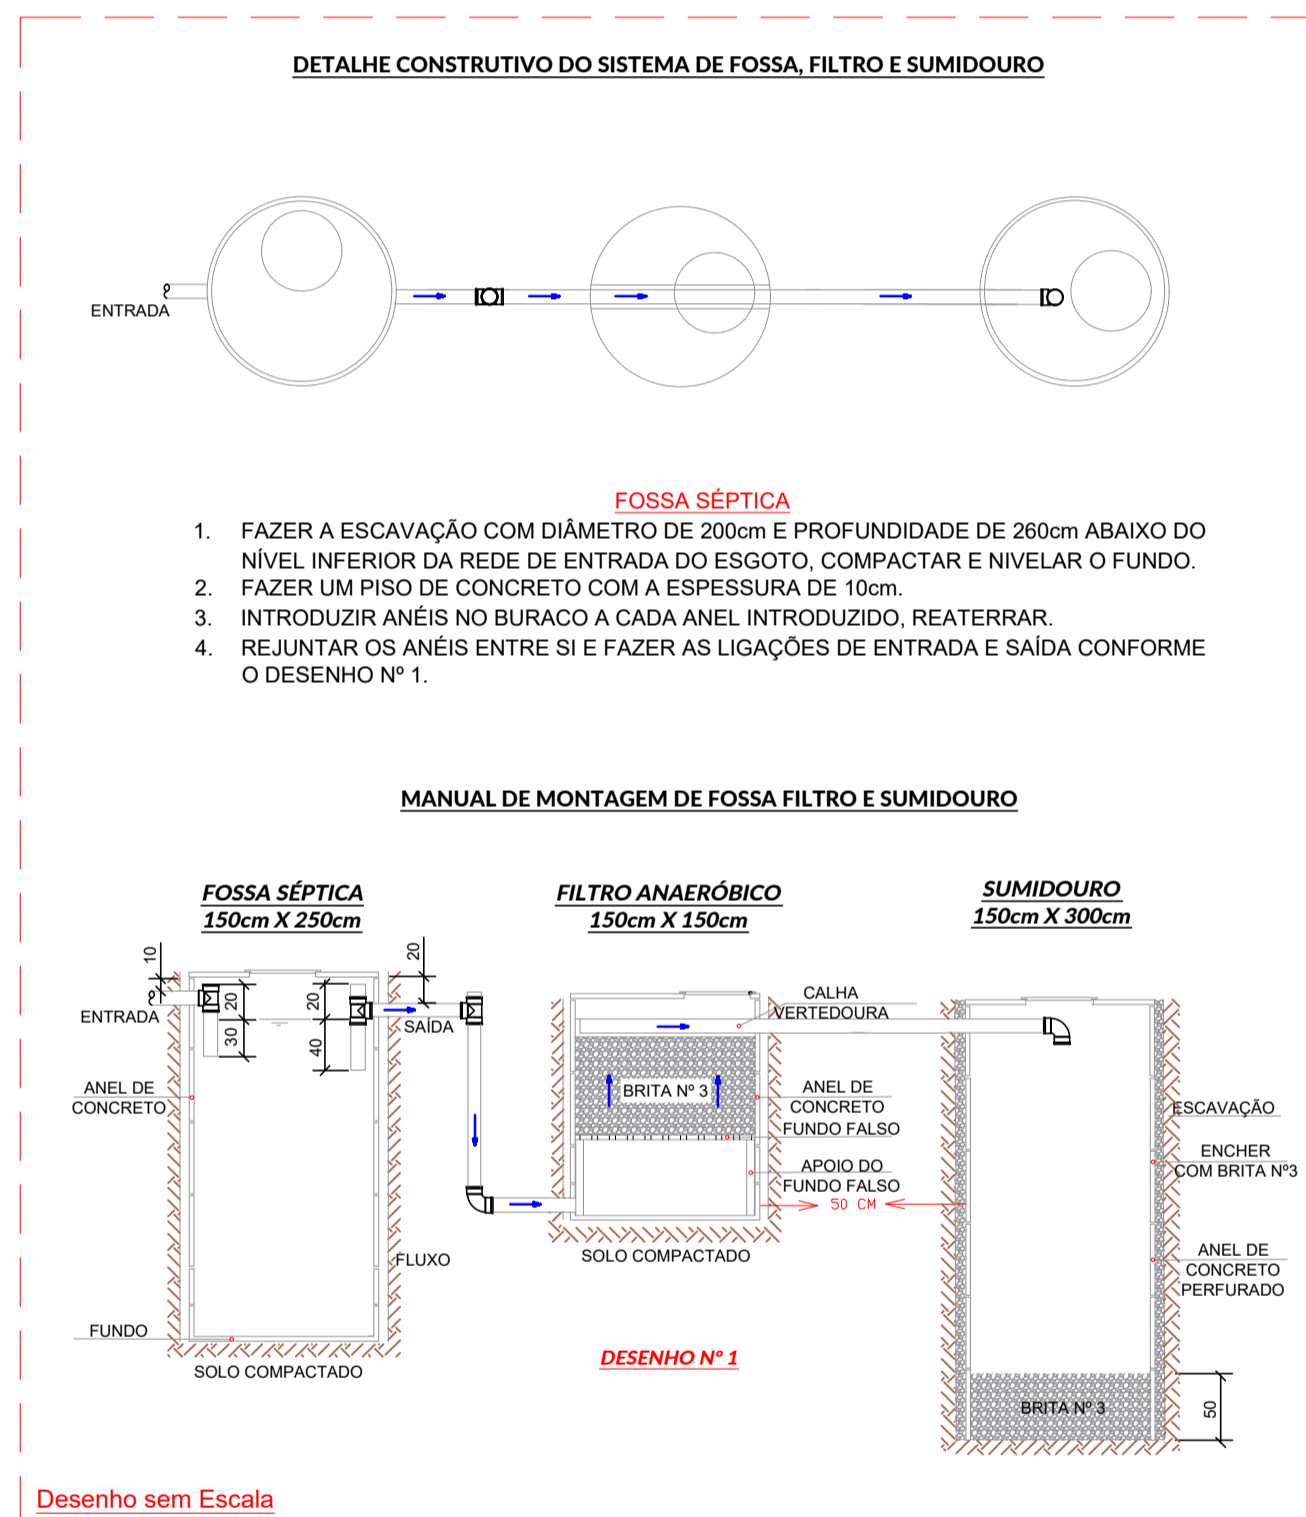 DETALHE CONSTRUTIVO DO SISTEMA DE FOSSA, FILTRO E SUMIDOURO
ENTRADA
FOSSA SÉPTICA
1. FAZER A ESCAVAÇÃO COM DIÂMETRO DE 200cm E PROFUNDIDADE DE 260cm ABAIXO DO
NÍVEL INFERIOR DA REDE DE ENTRADA DO ESGOTO, COMPACTAR E NIVELAR O FUNDO.
2. FAZER UM PISO DE CONCRETO COM A ESPESSURA DE 10cm.
3. INTRODUZIR ANÉIS NO BURACO A CADA ANEL INTRODUZIDO, REATERRAR.
4. REJUNTAR OS ANÉIS ENTRE SI E FAZER AS LIGAÇÕES DE ENTRADA E SAÍDA CONFORME
O DESENHO Nº 1.
MANUAL DE MONTAGEM DE FOSSA FILTRO E SUMIDOURO
FOSSA SÉPTICA
150cm X 250cm
10
20
20
30
20
40
ENTRADA
SAÍDA
ANEL DE
CONCRETO
FLUXO
FUNDO
SOLO COMPACTADO
FILTRO ANAERÓBICO
150cm X 150cm
CALHA
VERTEDOURA
BRITA Nº 3
ANEL DE
CONCRETO
FUNDO FALSO
APOIO DO
FUNDO FALSO
50 CM
SOLO COMPACTADO
DESENHO Nº 1
SUMIDOURO
150cm X 300cm
ESCAVAÇÃO
ENCHER
COM BRITA Nº3
ANEL DE
CONCRETO
PERFURADO
BRITA Nº 3
50
Desenho sem Escala